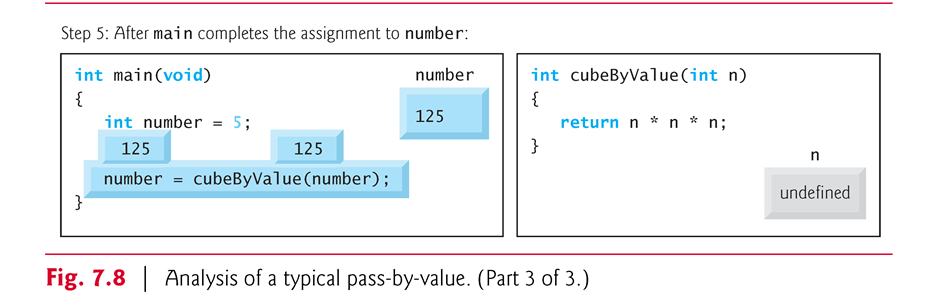 Step 5: After main completes the assignment to number:
int main(void)
{
int number = 5;
125 125
number = cubeByValue(number);
}
number
125
int cubeByValue(int n)
{
return n * n * n;
}
n
undefined
Fig. 7.8 | Analysis of a typical pass-by-value. (Part 3 of 3.)